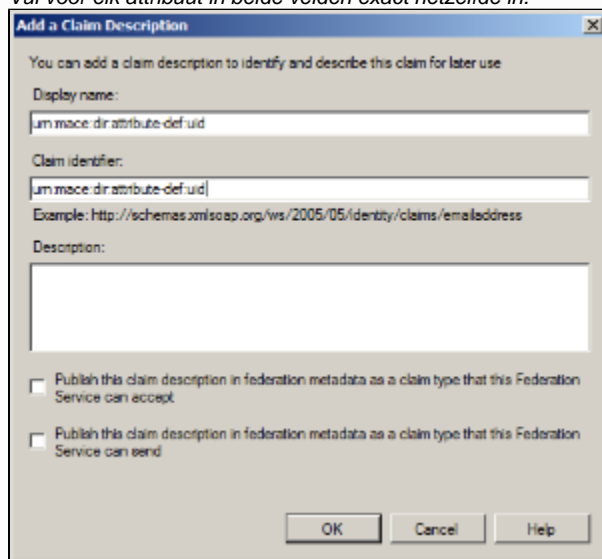 Vul voor elk attribuut in beide velden exact hetzelfde in.
Add a Claim Description
You can add a claim description to identify and describe this claim for later use
Display name:
urn:mace:dir:attribute-def:uid
Claim identifier:
urn:mace:dir:attribute-def:uid
Example: http://schemas.xmlsoap.org/ws/2005/05/identity/claims/emailaddress
Description:
Publish this claim description in federation metadata as a claim type that this Federation
Service can accept
Publish this claim description in federation metadata as a claim type that this Federation
Service can send
OK Cancel Help